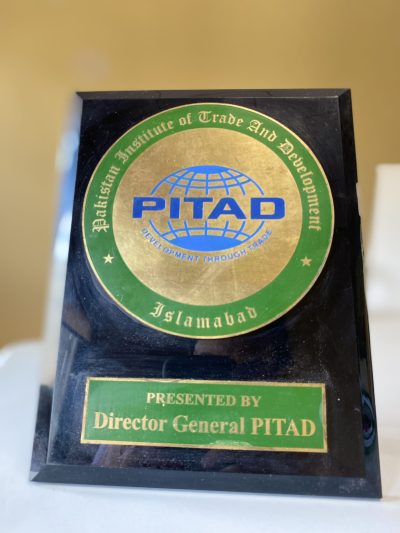 Pakistan Institute of Trade And Development
PITAD
DEVELOPMENT THROUGH TRADE
Islamabad
PRESENTED BY
Director General PITAD